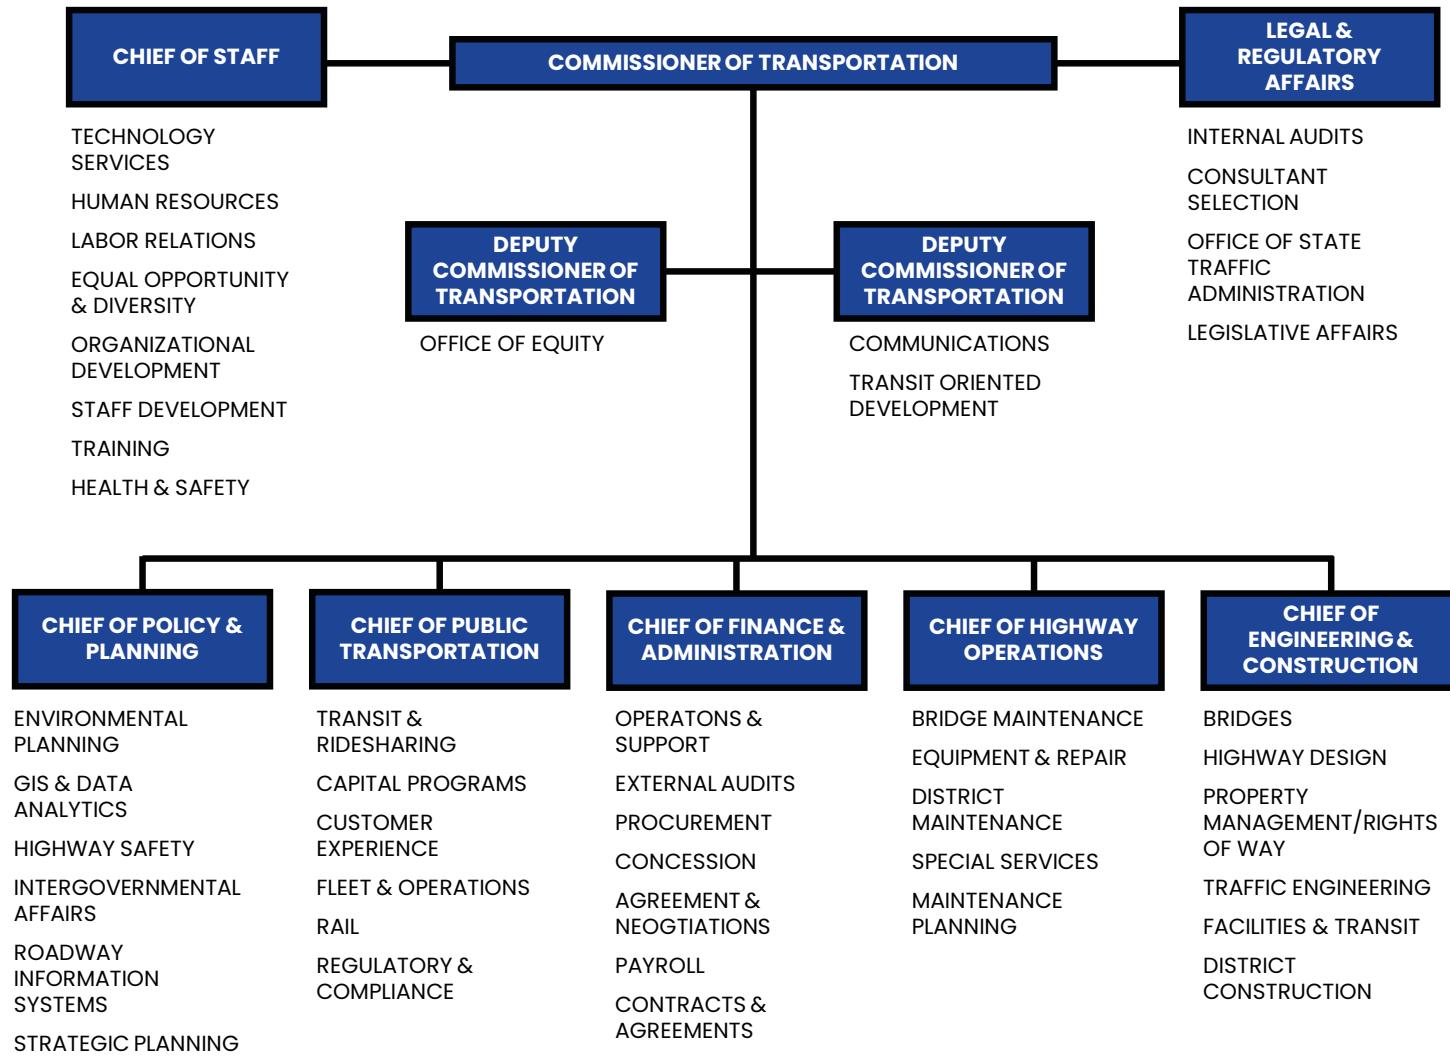 CHIEF OF STAFF
TECHNOLOGY
SERVICES
HUMAN RESOURCES
LABOR RELATIONS
EQUAL OPPORTUNITY
& DIVERSITY
ORGANIZATIONAL
DEVELOPMENT
STAFF DEVELOPMENT
TRAINING
HEALTH & SAFETY
COMMISSIONER OF TRANSPORTATION
LEGAL &
REGULATORY
AFFAIRS
INTERNAL AUDITS
CONSULTANT
SELECTION
OFFICE OF STATE
TRAFFIC
ADMINISTRATION
LEGISLATIVE AFFAIRS
DEPUTY
COMMISSIONER OF
TRANSPORTATION
OFFICE OF EQUITY
DEPUTY
COMMISSIONER OF
TRANSPORTATION
COMMUNICATIONS
TRANSIT ORIENTED
DEVELOPMENT
CHIEF OF POLICY &
PLANNING
ENVIRONMENTAL
PLANNING
GIS & DATA
ANALYTICS
HIGHWAY SAFETY
INTERGOVERNMENTAL
AFFAIRS
ROADWAY
INFORMATION
SYSTEMS
STRATEGIC PLANNING
CHIEF OF PUBLIC
TRANSPORTATION
TRANSIT &
RIDESHARING
CAPITAL PROGRAMS
CUSTOMER
EXPERIENCE
FLEET & OPERATIONS
RAIL
REGULATORY &
COMPLIANCE
CHIEF OF FINANCE &
ADMINISTRATION
OPERATONS &
SUPPORT
EXTERNAL AUDITS
PROCUREMENT
CONCESSION
AGREEMENT &
NEOGTIATIONS
PAYROLL
CONTRACTS &
AGREEMENTS
CHIEF OF HIGHWAY
OPERATIONS
BRIDGE MAINTENANCE
EQUIPMENT & REPAIR
DISTRICT
MAINTENANCE
SPECIAL SERVICES
MAINTENANCE
PLANNING
CHIEF OF
ENGINEERING &
CONSTRUCTION
BRIDGES
HIGHWAY DESIGN
PROPERTY
MANAGEMENT/RIGHTS
OF WAY
TRAFFIC ENGINEERING
FACILITIES & TRANSIT
DISTRICT
CONSTRUCTION